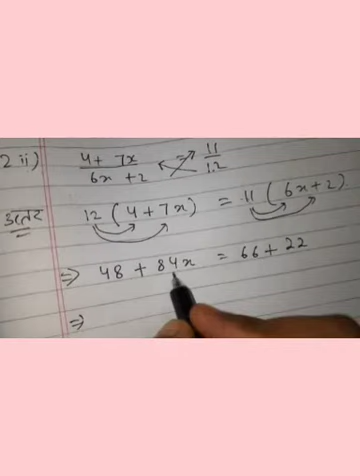 2 ii) (4 + 7x)/(6x + 2) = 11/12
उत्तर 12 (4 + 7x) = 11 (6x + 2)
⇒ 48 + 84x = 66 + 22
⇒